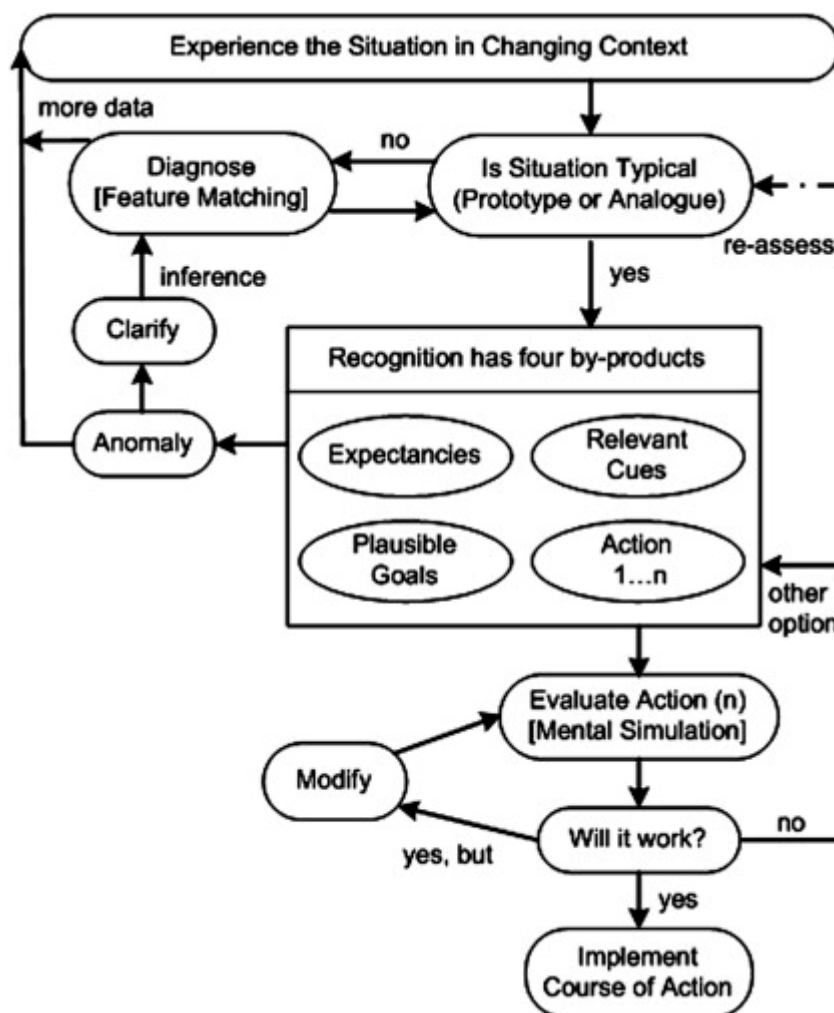 Experience the Situation in Changing Context
more data
no
Diagnose
[Feature Matching]
Is Situation Typical
(Prototype or Analogue)
re-assess
inference
yes
Clarify
Recognition has four by-products
Anomaly
Expectancies
Relevant
Cues
Plausible
Goals
Action
1...n
other
option
Evaluate Action (n)
[Mental Simulation]
Modify
Will it work?
no
yes, but
yes
Implement
Course of Action